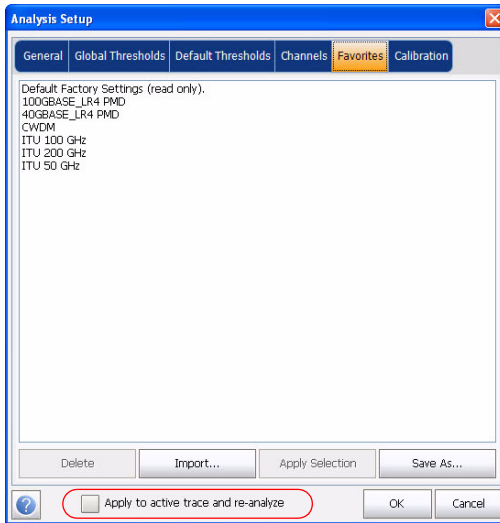 Analysis Setup
General Global Thresholds Default Thresholds Channels Favorites Calibration
Default Factory Settings (read only).
100GBASE_LR4 PMD
40GBASE_LR4 PMD
CWDM
ITU 100 GHz
ITU 200 GHz
ITU 50 GHz
Delete Import... Apply Selection Save As...
? Apply to active trace and re-analyze OK Cancel